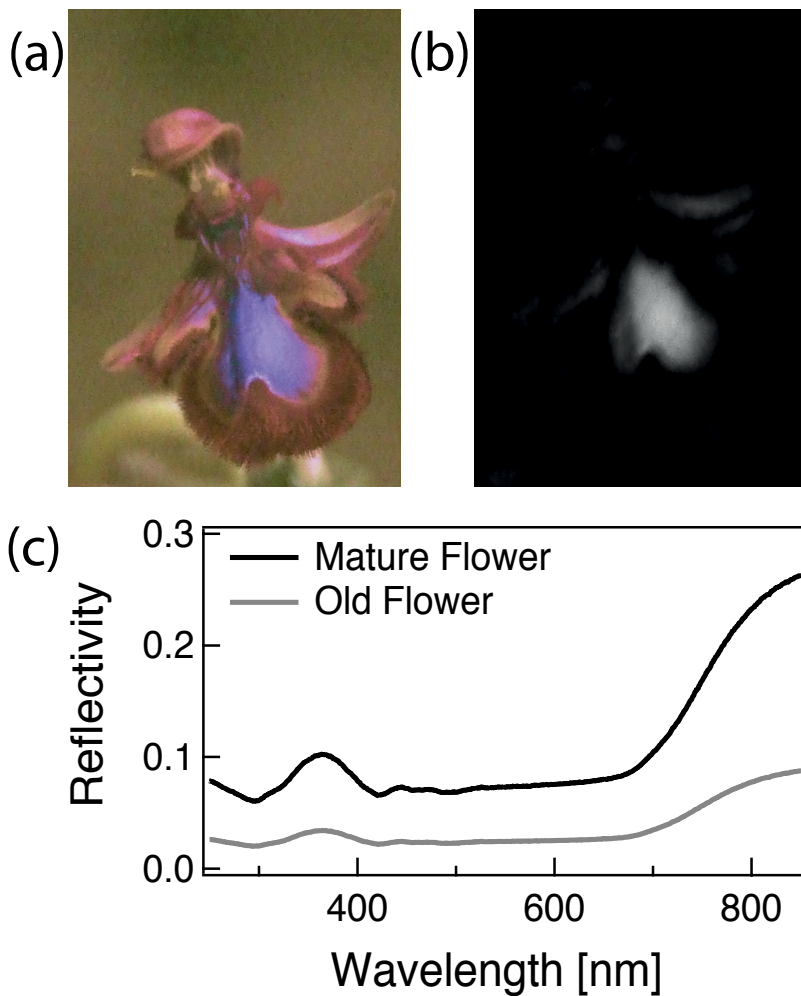 (a)
(b)
(c)
0.3
0.2
0.1
0.0
Reflectivity
Mature Flower
Old Flower
400
600
800
Wavelength [nm]